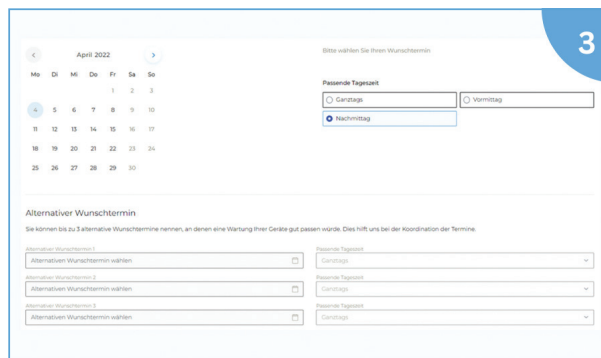 3
April 2022
Mo Di Mi Do Fr Sa So
1 2 3
4 5 6 7 8 9 10
11 12 13 14 15 16 17
18 19 20 21 22 23 24
25 26 27 28 29 30
Bitte wählen Sie Ihren Wunschtermin
Passende Tageszeit
Ganztags Vormittag
Nachmittag
Alternativer Wunschtermin
Sie können bis zu 3 alternative Wunschtermine nennen, an denen eine Wartung Ihrer Geräte gut passen würde. Dies hilft uns bei der Koordination der Termine.
Alternativer Wunschtermin 1 Passende Tageszeit
Alternativen Wunschtermin wählen Ganztags
Alternativer Wunschtermin 2 Passende Tageszeit
Alternativen Wunschtermin wählen Ganztags
Alternativer Wunschtermin 3 Passende Tageszeit
Alternativen Wunschtermin wählen Ganztags